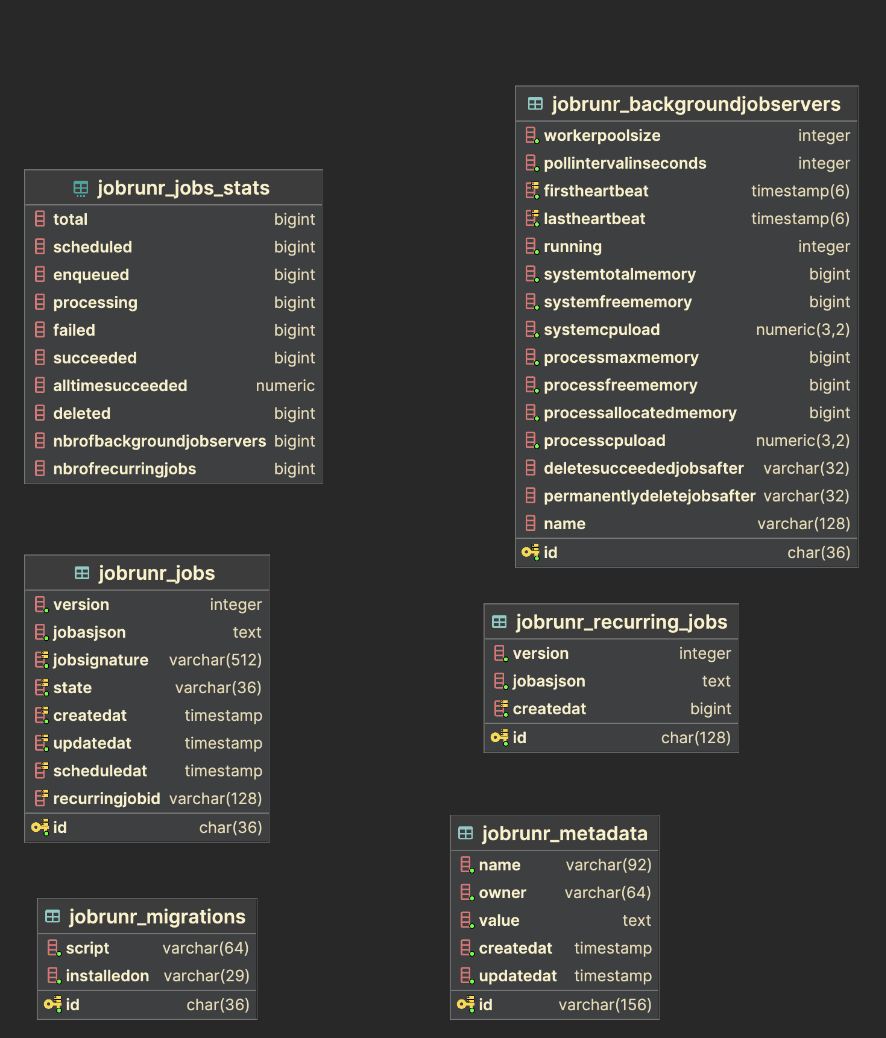 jobrunr_jobs_stats
total bigint
scheduled bigint
enqueued bigint
processing bigint
failed bigint
succeeded bigint
alltimesucceeded numeric
deleted bigint
nbrofbackgroundjobservers bigint
nbrofrecurringjobs bigint
jobrunr_jobs
version integer
jobasjson text
jobsignature varchar(512)
state varchar(36)
createdat timestamp
updatedat timestamp
scheduledat timestamp
recurringjobid varchar(128)
id char(36)
jobrunr_migrations
script varchar(64)
installedon varchar(29)
id char(36)
jobrunr_backgroundjobservers
workerpoolsize integer
pollintervalinseconds integer
firstheartbeat timestamp(6)
lastheartbeat timestamp(6)
running integer
systemtotalmemory bigint
systemfreememory bigint
systemcpuload numeric(3,2)
processmaxmemory bigint
processfreememory bigint
processallocatedmemory bigint
processcpuload numeric(3,2)
deletesucceededjobsafter varchar(32)
permanentlydeletejobsafter varchar(32)
name varchar(128)
id char(36)
jobrunr_recurring_jobs
version integer
jobasjson text
createdat bigint
id char(128)
jobrunr_metadata
name varchar(92)
owner varchar(64)
value text
createdat timestamp
updatedat timestamp
id varchar(156)